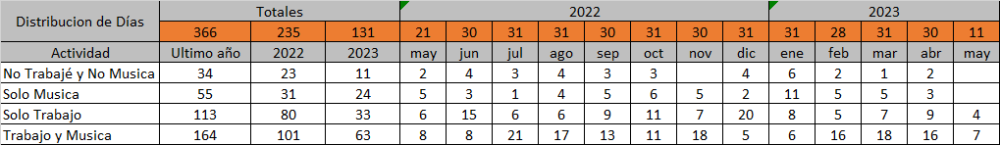 Distribucion de Días Totales 2022 2023
366 235 131 21 30 31 31 30 31 30 31 31 28 31 30 11
Actividad Ultimo año 2022 2023 may jun jul ago sep oct nov dic ene feb mar abr may
No Trabajé y No Musica 34 23 11 2 4 3 4 3 3 4 6 2 1 2
Solo Musica 55 31 24 5 3 1 4 5 6 5 2 11 5 5 3
Solo Trabajo 113 80 33 6 15 6 6 9 11 7 20 8 5 7 9 4
Trabajo y Musica 164 101 63 8 8 21 17 13 11 18 5 6 16 18 16 7